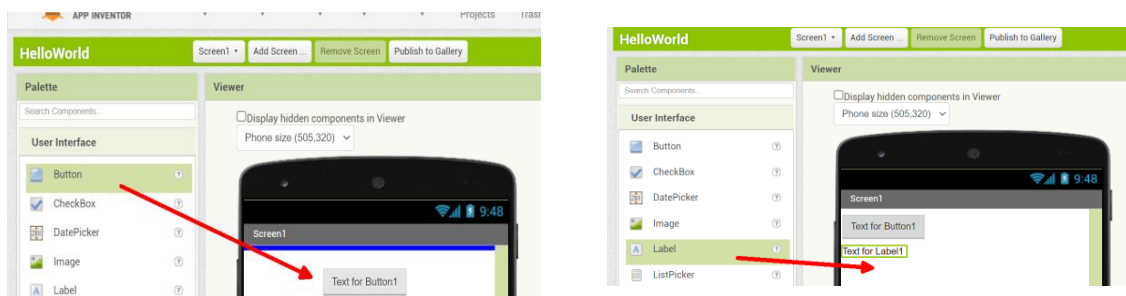 APP INVENTOR
Projects
HelloWorld
Screen1
Add Screen ...
Remove Screen
Publish to Gallery
Palette
Viewer
Search Components...
Display hidden components in Viewer
Phone size (505,320)
User Interface
Button
CheckBox
DatePicker
Image
Label
9:48
Screen1
Text for Button1
HelloWorld
Screen1
Add Screen ...
Remove Screen
Publish to Gallery
Palette
Viewer
Search Components...
Display hidden components in Viewer
Phone size (505,320)
User Interface
Button
CheckBox
DatePicker
Image
Label
ListPicker
9:48
Screen1
Text for Button1
Text for Label1